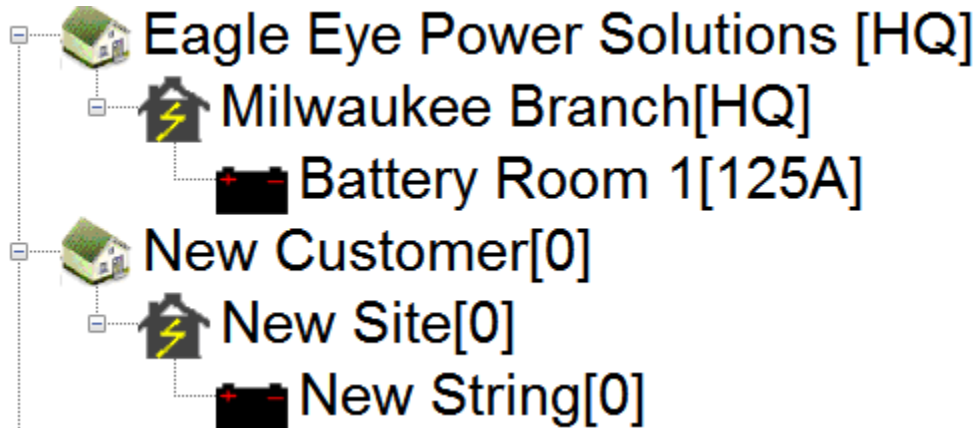 Eagle Eye Power Solutions [HQ]
Milwaukee Branch[HQ]
Battery Room 1[125A]
New Customer[0]
New Site[0]
New String[0]